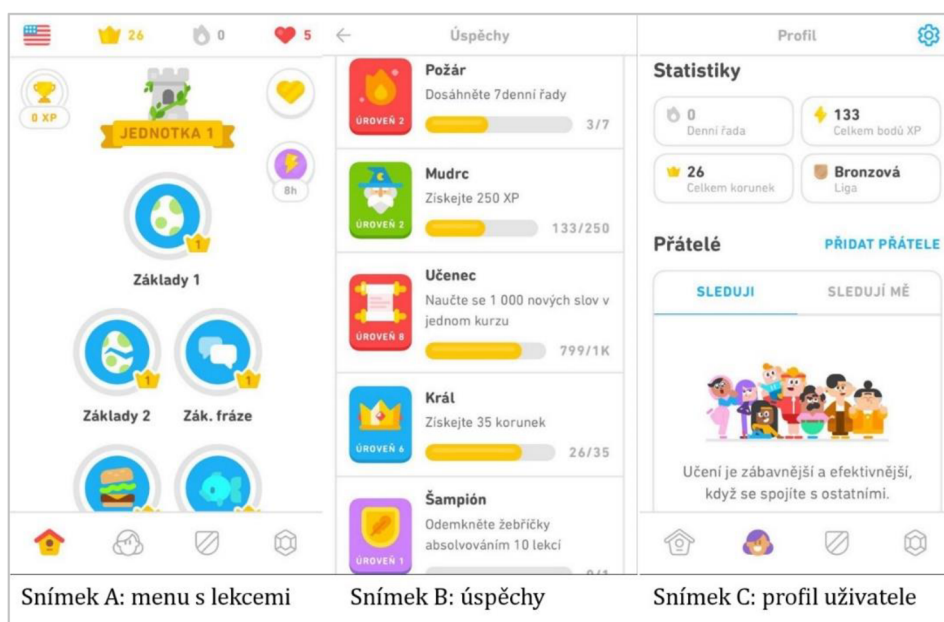 26
0
5
0 XP
JEDNOTKA 1
8h
1
Základy 1
1
1
Základy 2
Zák. fráze
Snímek A: menu s lekcemi
Úspěchy
Požár
Dosáhněte 7denní řady
ÚROVEŇ 2
3/7
Mudrc
Získejte 250 XP
ÚROVEŇ 2
133/250
Učenec
Naučte se 1 000 nových slov v
jednom kurzu
ÚROVEŇ 8
799/1K
Král
Získejte 35 korunek
ÚROVEŇ 6
26/35
Šampión
Odemkněte žebříčky
absolvováním 10 lekcí
ÚROVEŇ 1
Snímek B: úspěchy
Profil
Statistiky
0
Denní řada
133
Celkem bodů XP
26
Celkem korunek
Bronzová
Liga
Přátelé
PŘIDAT PŘÁTELE
SLEDUJI
SLEDUJÍ MĚ
Učení je zábavnější a efektivnější,
když se spojíte s ostatními.
Snímek C: profil uživatele